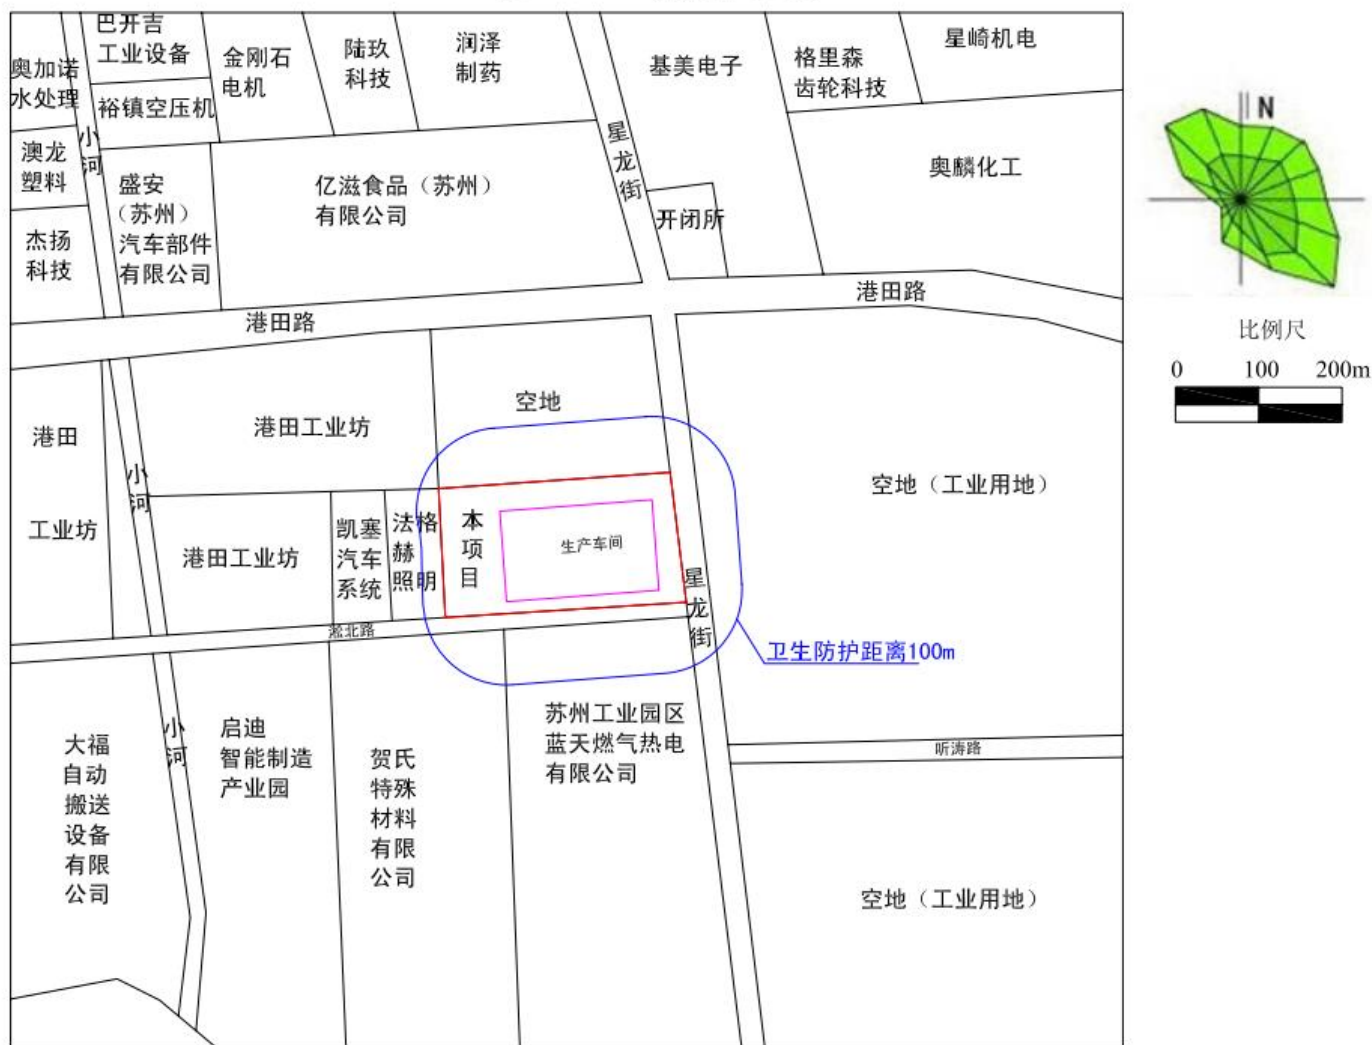 巴开吉
工业设备
奥加诺
水处理
裕镇空压机
金刚石
电机
陆玖
科技
润泽
制药
基美电子
格里森
齿轮科技
星崎机电
N
小
河
澳龙
塑料
盛安
（苏州）
汽车部件
有限公司
亿滋食品（苏州）
有限公司
星
龙
街
开闭所
奥麟化工
杰扬
科技
港田路
港田路
比例尺
0 100 200m
港田
工业坊
小
河
港田工业坊
空地
空地（工业用地）
港田工业坊
凯塞
汽车
系统
法格
赫
照明
本
项
目
生产车间
星
龙
街
淞北路
卫生防护距离100m
大福
自动
搬送
设备
有限
公司
小
河
启迪
智能制造
产业园
贺氏
特殊
材料
有限
公司
苏州工业园区
蓝天燃气热电
有限公司
听涛路
空地（工业用地）